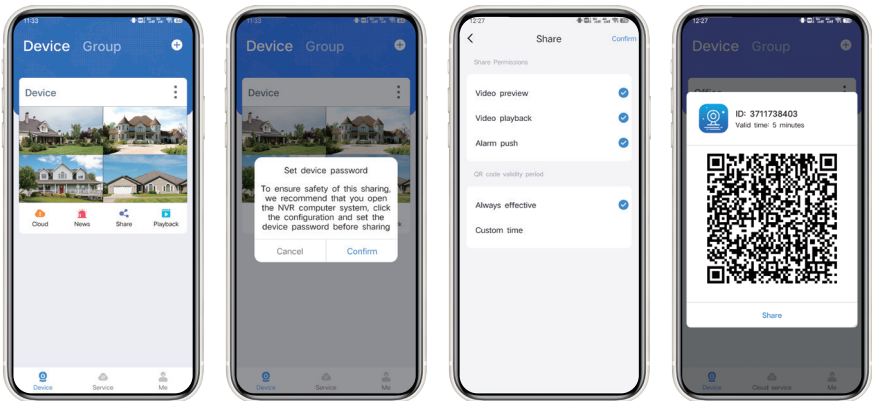 11:33
Device Group
Device
Cloud News Share Playback
Device Service Me
11:33
Device Group
Device
Set device password
To ensure safety of this sharing,
we recommend that you open
the NVR computer system, click
the configuration and set the
device password before sharing
Cancel Confirm
Device Service Me
12:27
Share Confirm
Share Permissions
Video preview
Video playback
Alarm push
QR code validity period
Always effective
Custom time
12:27
Device Group
ID: 3711738403
Valid time: 5 minutes
Share
Device Cloud service Me